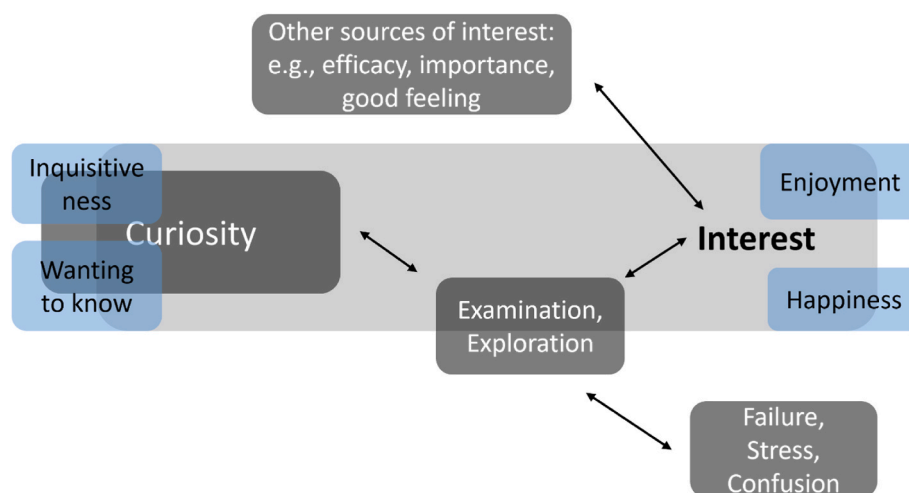 Other sources of interest:
e.g., efficacy, importance,
good feeling
Inquisitive
ness
Curiosity
Wanting
to know
Examination,
Exploration
Interest
Enjoyment
Happiness
Failure,
Stress,
Confusion